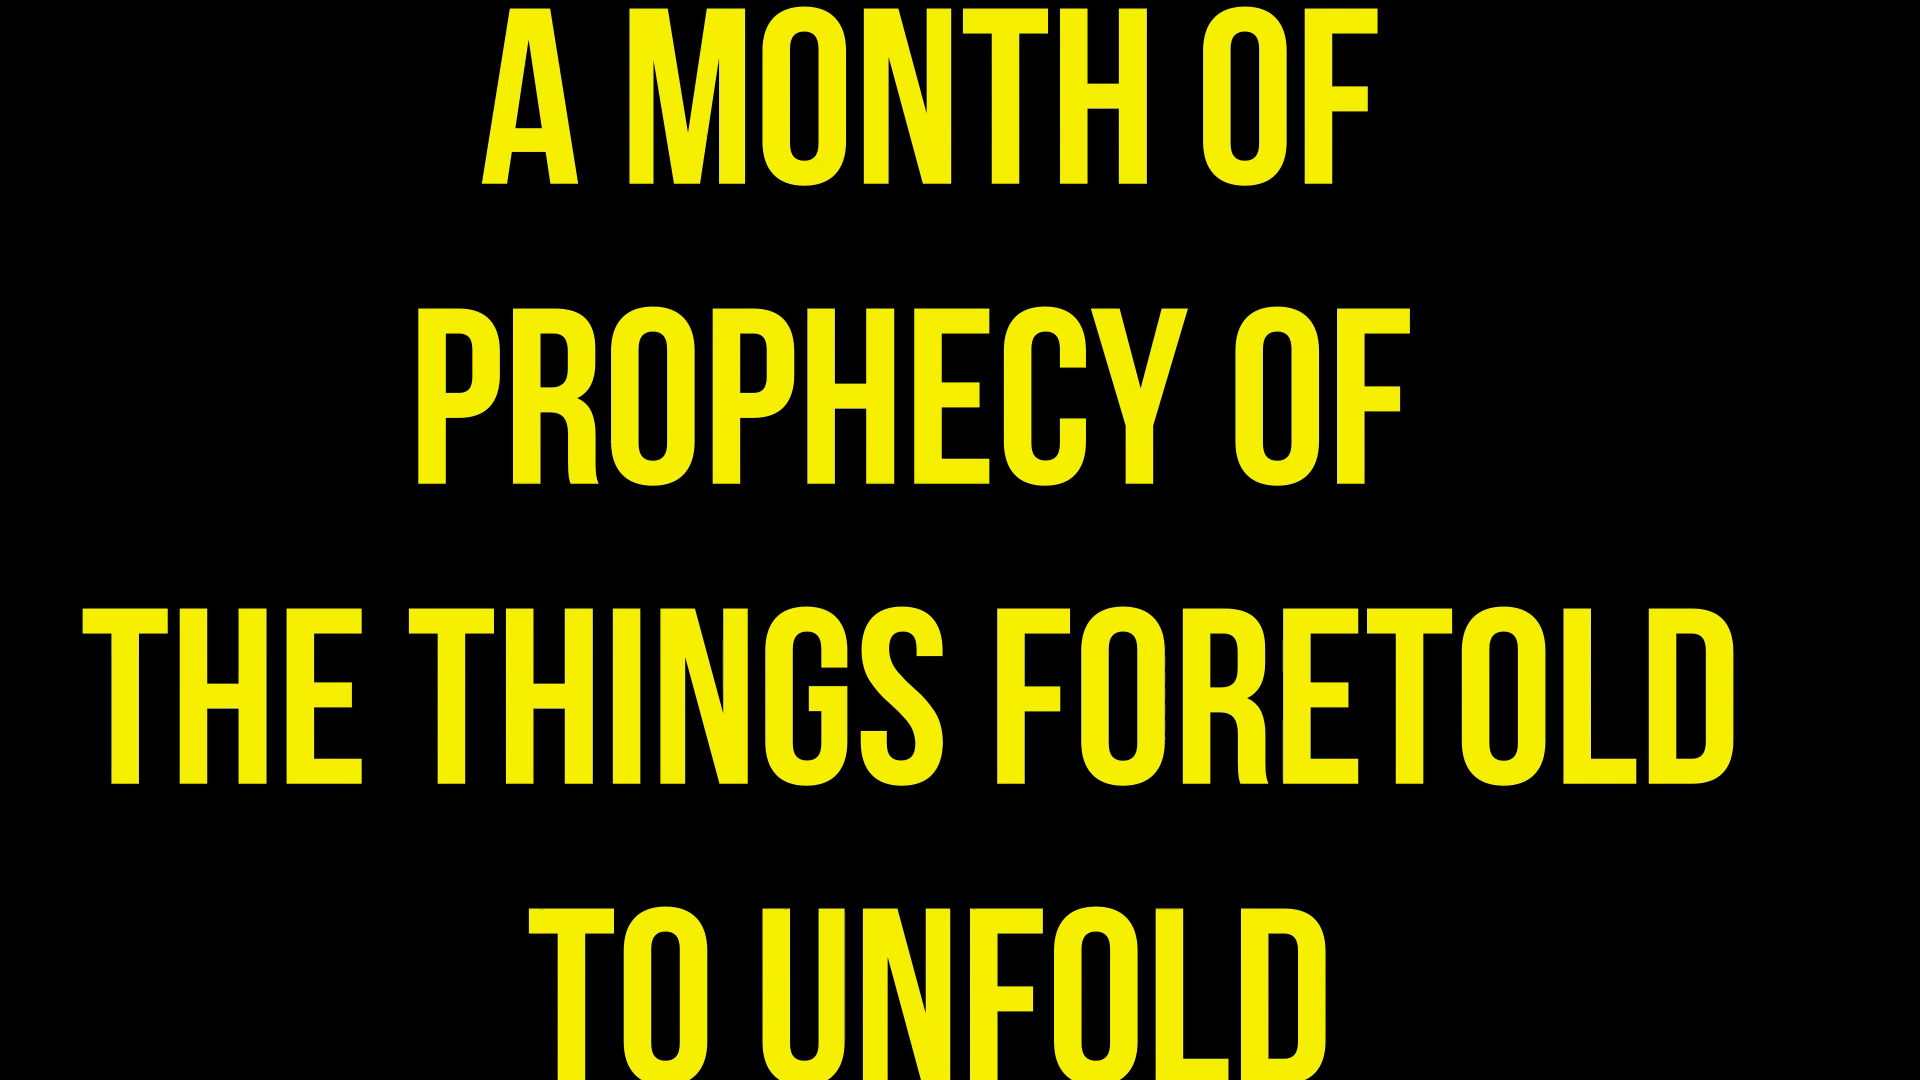 A MONTH OF
PROPHECY OF
THE THINGS FORETOLD
TO UNFOLD